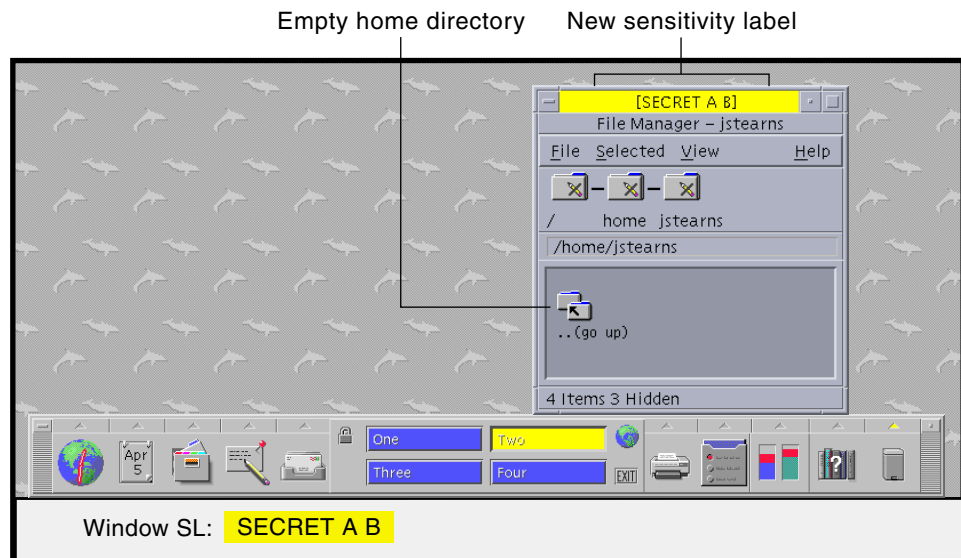 Empty home directory New sensitivity label
[SECRET A B]
File Manager – jstearns
File Selected View Help
/ home jstearns
/home/jstearns
..(go up)
4 Items 3 Hidden
One Two
Apr
5
Three Four
EXIT
?
Window SL: SECRET A B